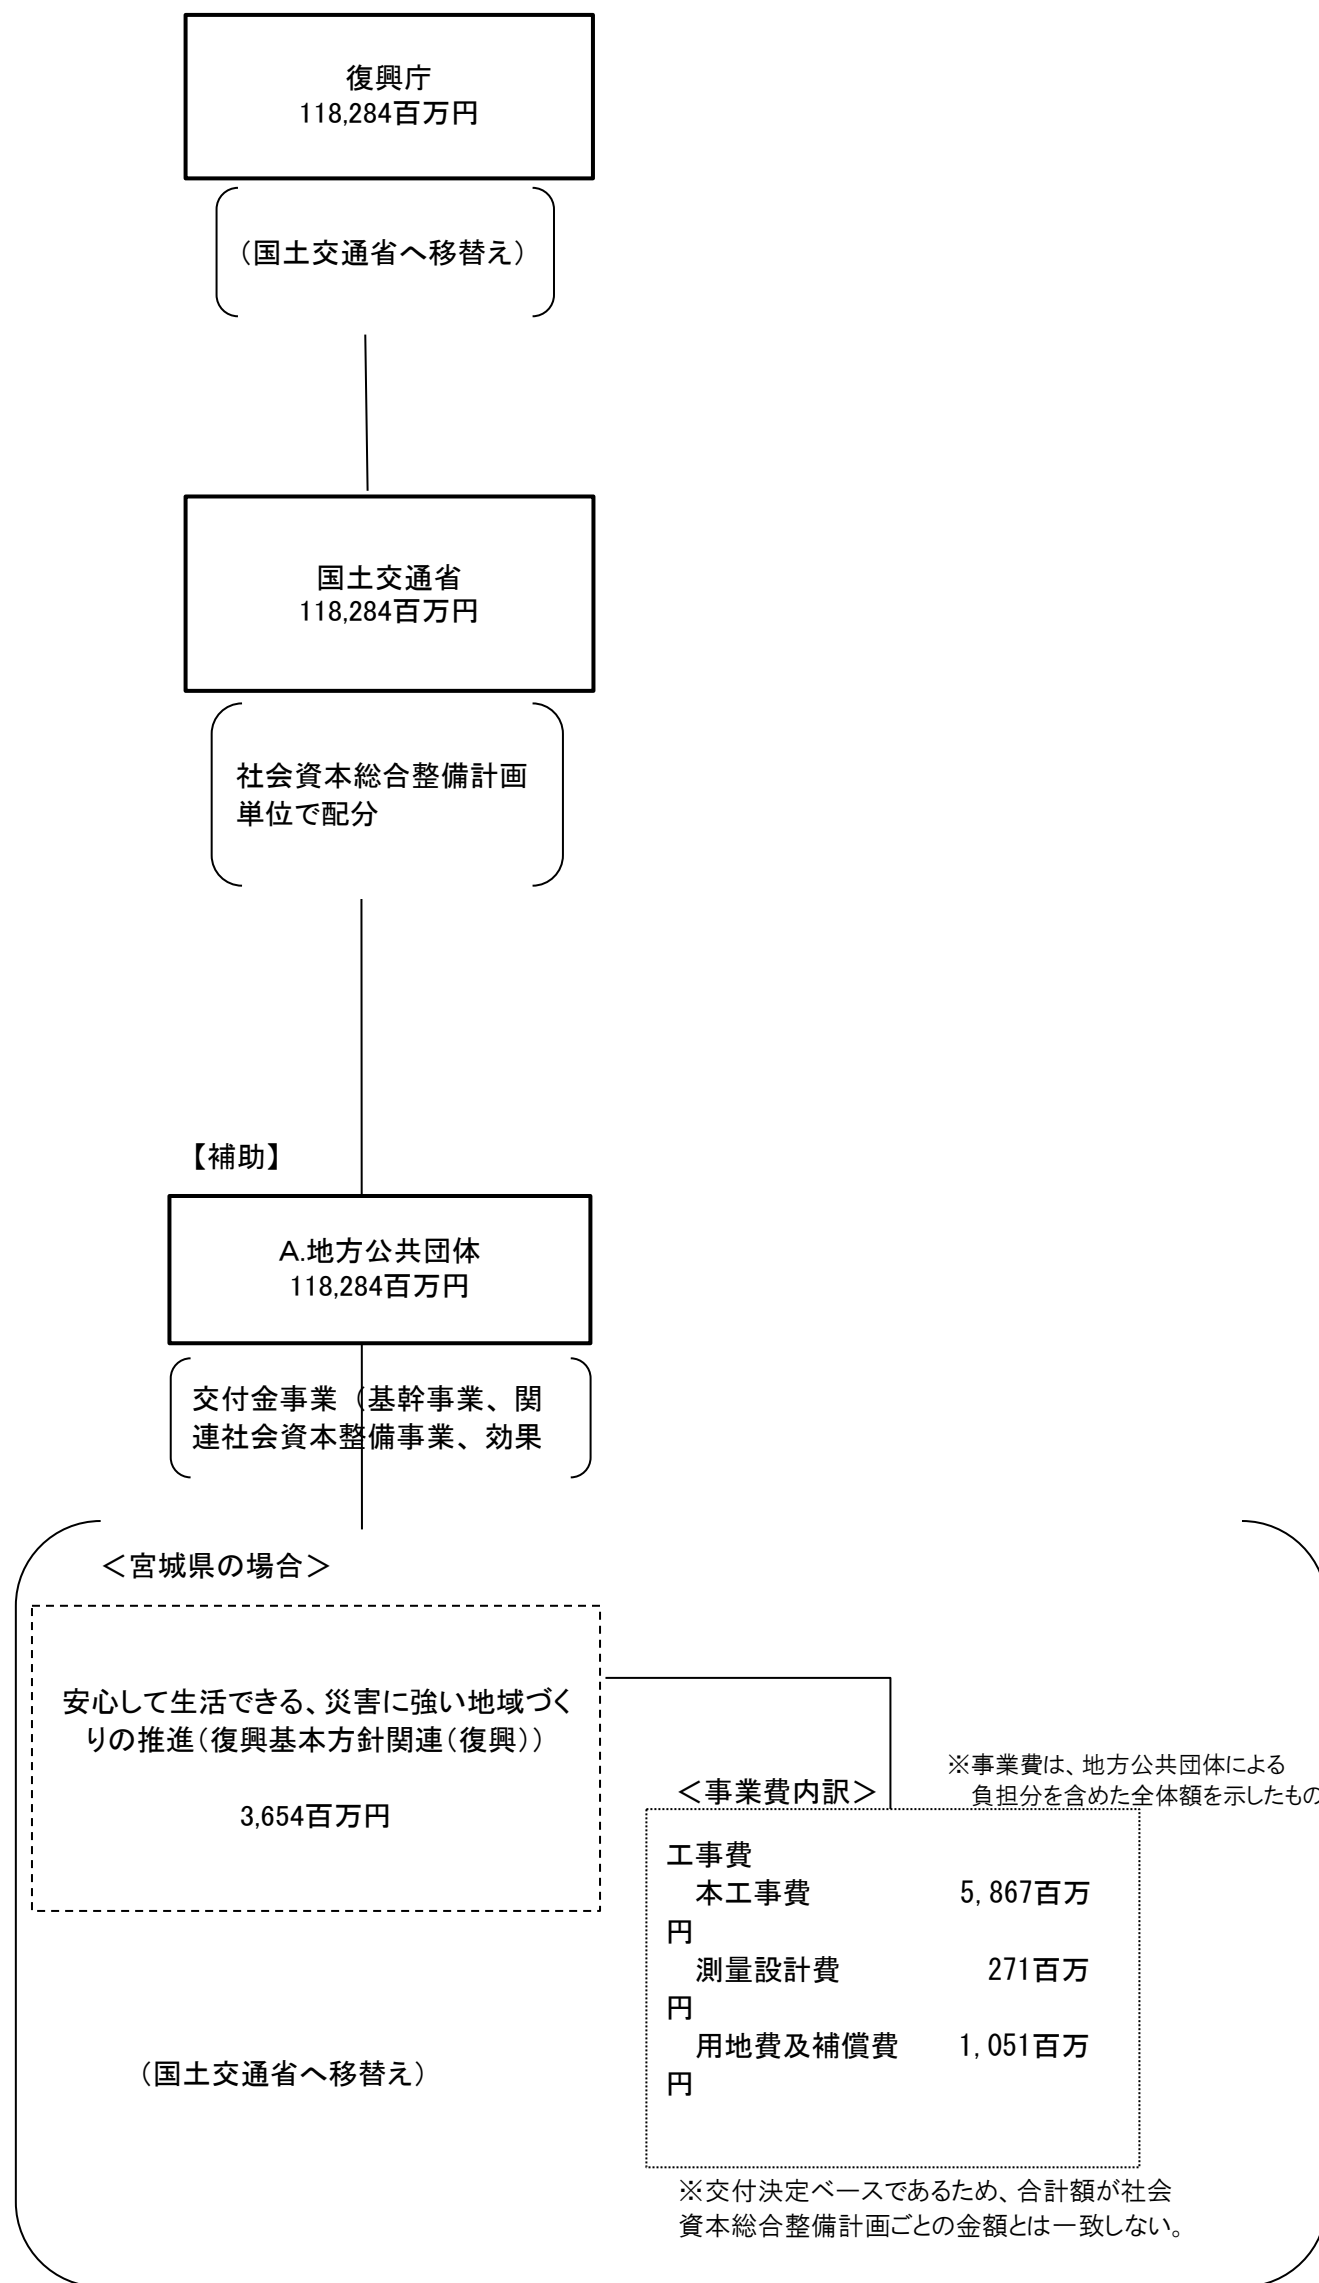 復興庁
118,284百万円
（国土交通省へ移替え）
国土交通省
118,284百万円
社会資本総合整備計画
単位で配分
【補助】
A.地方公共団体
118,284百万円
交付金事業（基幹事業、関
連社会資本整備事業、効果
＜宮城県の場合＞
安心して生活できる、災害に強い地域づく
りの推進（復興基本方針関連（復興））
3,654百万円
※事業費は、地方公共団体による
負担分を含めた全体額を示したもの
＜事業費内訳＞
工事費
本工事費 5,867百万
円
測量設計費 271百万
円
用地費及補償費 1,051百万
円
（国土交通省へ移替え）
※交付決定ベースであるため、合計額が社会
資本総合整備計画ごとの金額とは一致しない。